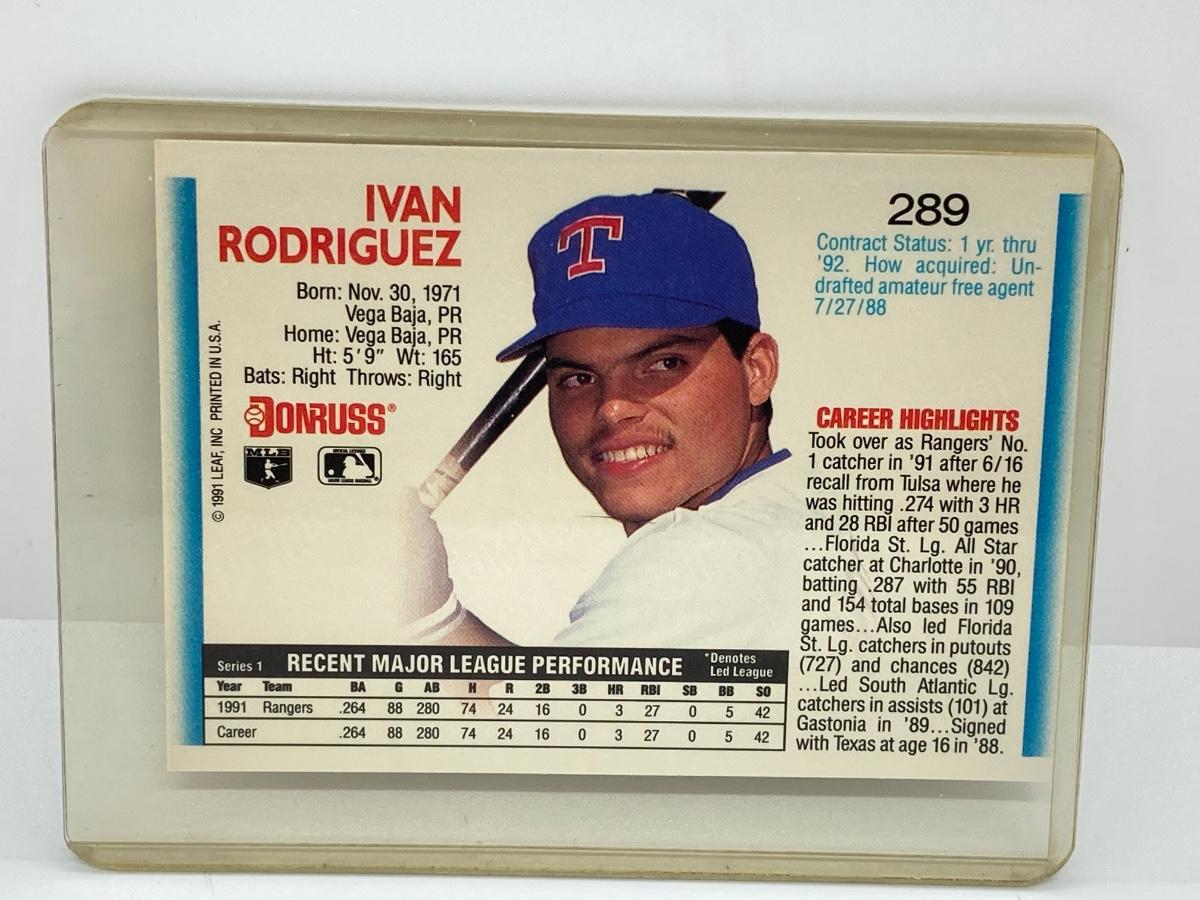 IVAN
RODRIGUEZ
Born: Nov. 30, 1971
Vega Baja, PR
Home: Vega Baja, PR
Ht: 5'9" Wt: 165
Bats: Right Throws: Right
DONRUSS®
MLB
© 1991 LEAF, INC PRINTED IN U.S.A.
T
289
Contract Status: 1 yr. thru
'92. How acquired: Un-
drafted amateur free agent
7/27/88
CAREER HIGHLIGHTS
Took over as Rangers' No.
1 catcher in '91 after 6/16
recall from Tulsa where he
was hitting .274 with 3 HR
and 28 RBI after 50 games
...Florida St. Lg. All Star
catcher at Charlotte in '90,
batting .287 with 55 RBI
and 154 total bases in 109
games...Also led Florida
St. Lg. catchers in putouts
(727) and chances (842)
...Led South Atlantic Lg.
catchers in assists (101) at
Gastonia in '89...Signed
with Texas at age 16 in '88.
Series 1 RECENT MAJOR LEAGUE PERFORMANCE *Denotes
Led League
Year Team BA G AB H R 2B 3B HR RBI SB BB SO
1991 Rangers .264 88 280 74 24 16 0 3 27 0 5 42
Career .264 88 280 74 24 16 0 3 27 0 5 42